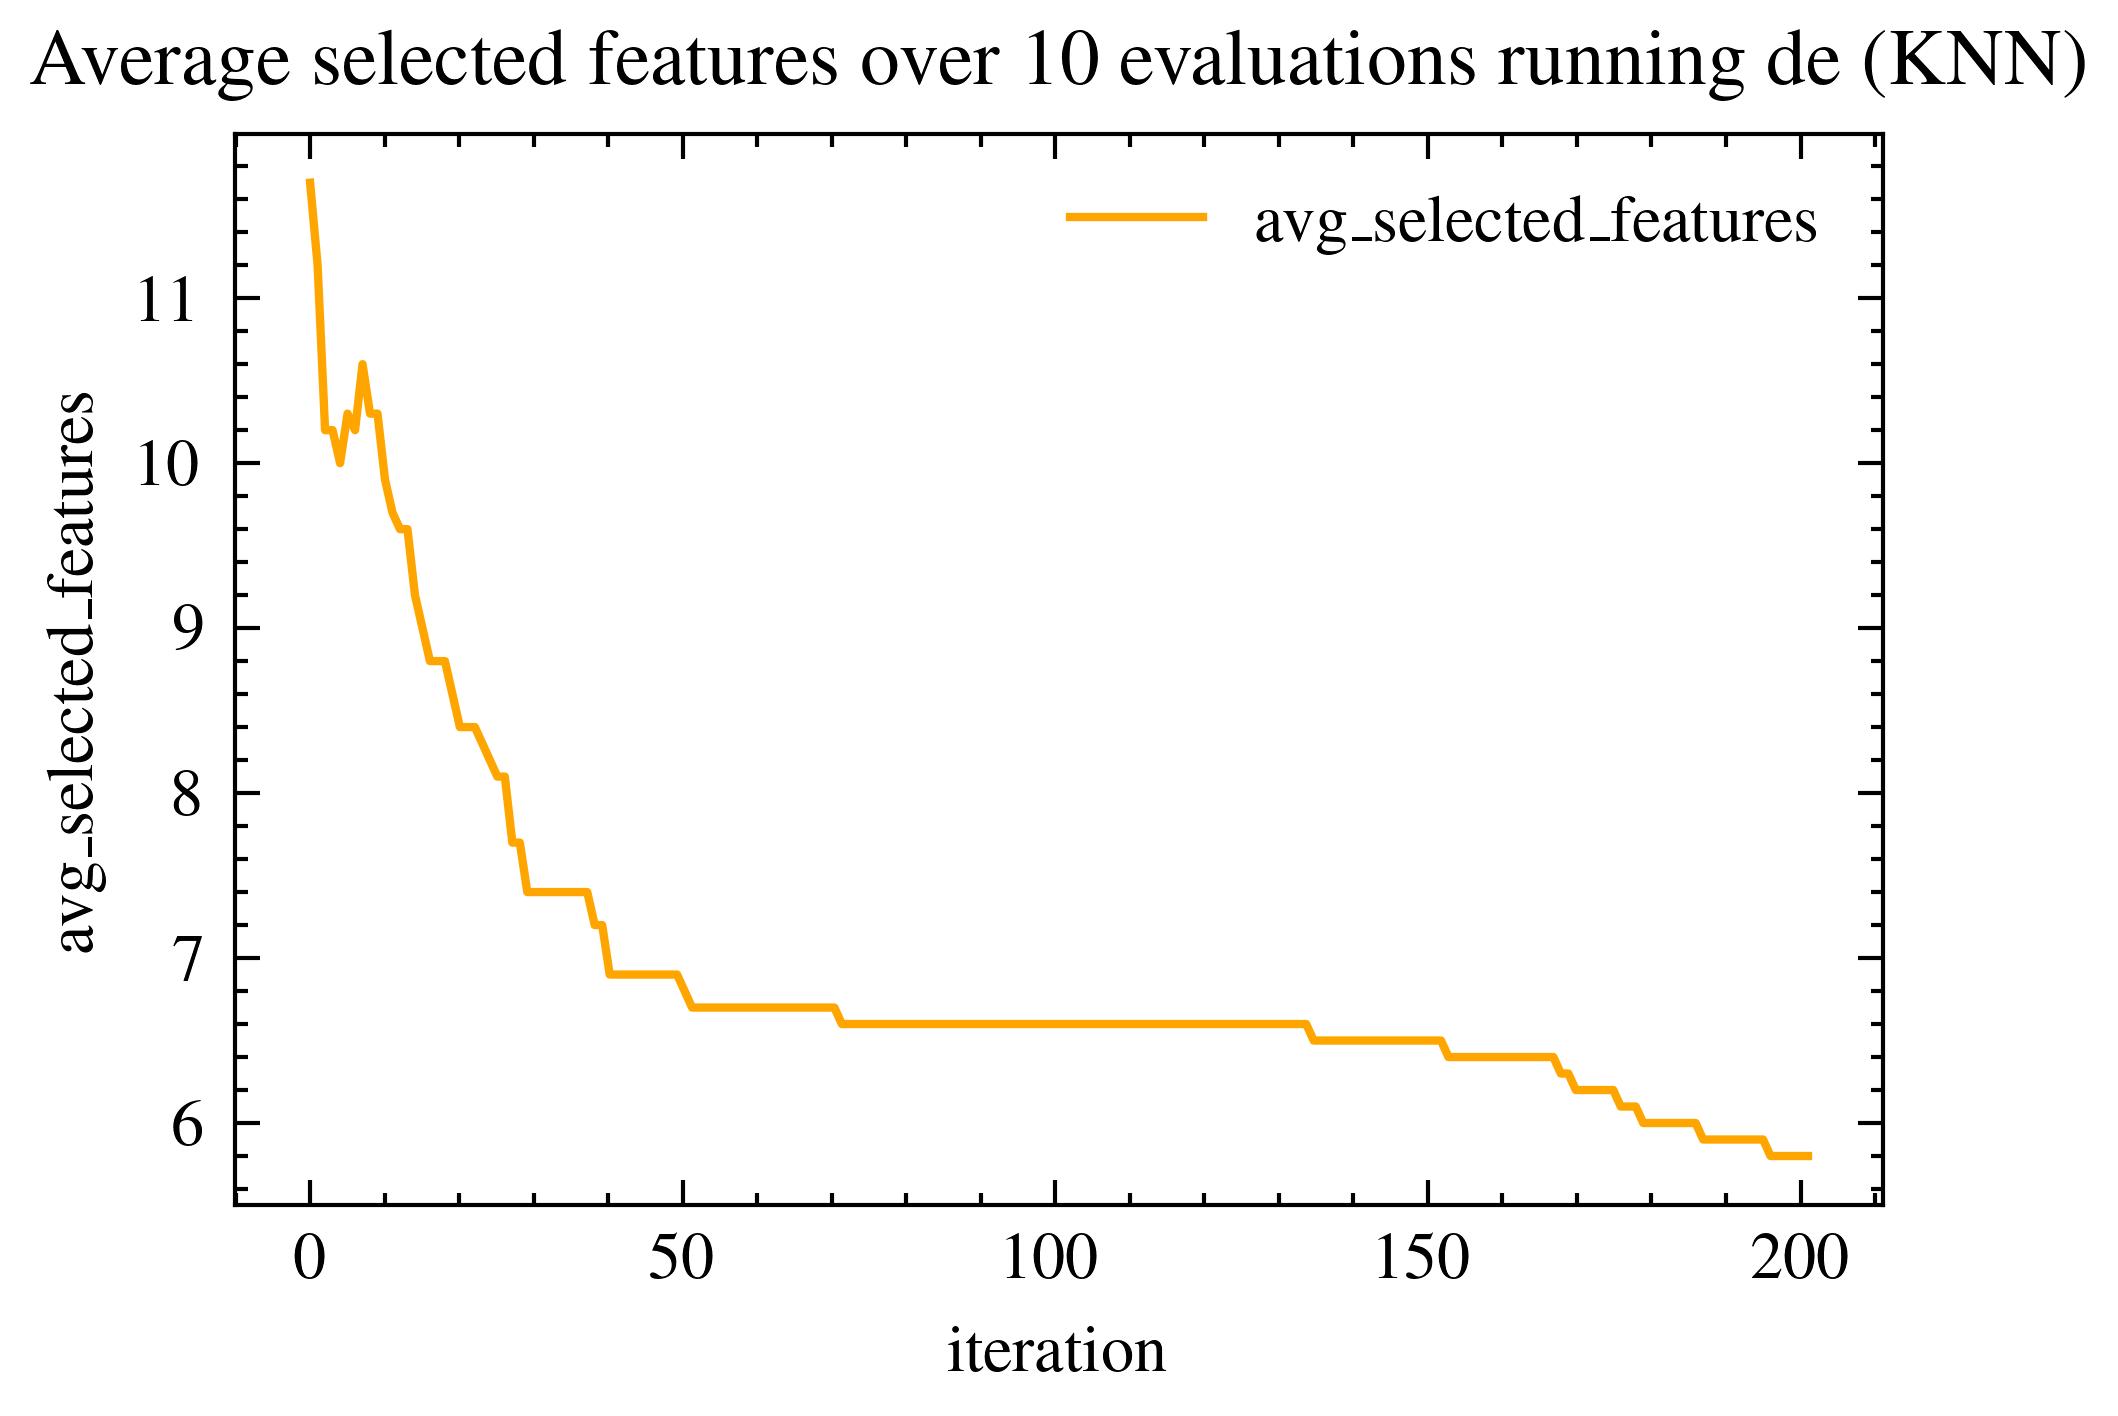 Average selected features over 10 evaluations running de (KNN)
avg_selected_features
avg_selected_features
11
10
9
8
7
6
0 50 100 150 200
iteration